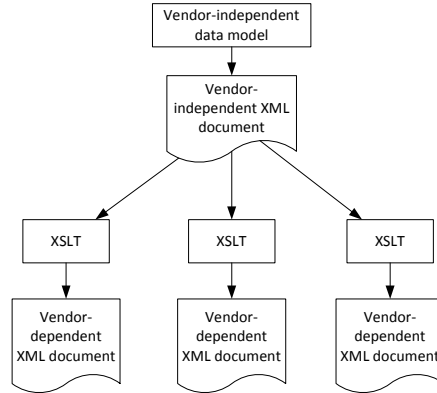 Vendor-independent
data model
Vendor-
independent XML
document
XSLT
XSLT
XSLT
Vendor-
dependent
XML document
Vendor-
dependent
XML document
Vendor-
dependent
XML document